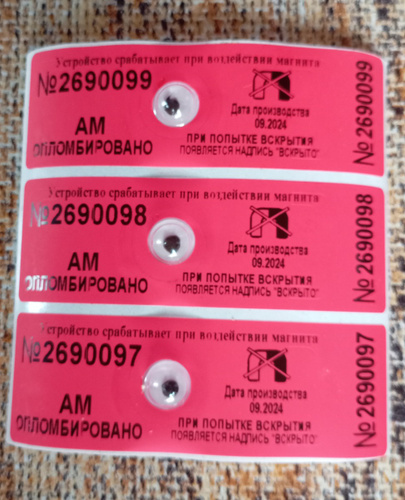 Устройство срабатывает при воздействии магнита
№2690099
Дата производства
09.2024
АМ
ОПЛОМБИРОВАНО
ПРИ ПОПЫТКЕ ВСКРЫТИЯ
ПОЯВЛЯЕТСЯ НАДПИСЬ "ВСКРЫТО"
№2690099
Устройство срабатывает при воздействии магнита
№2690098
Дата производства
09.2024
АМ
ОПЛОМБИРОВАНО
ПРИ ПОПЫТКЕ ВСКРЫТИЯ
ПОЯВЛЯЕТСЯ НАДПИСЬ "ВСКРЫТО"
№2690098
Устройство срабатывает при воздействии магнита
№2690097
Дата производства
09.2024
АМ
ОПЛОМБИРОВАНО
ПРИ ПОПЫТКЕ ВСКРЫТИЯ
ПОЯВЛЯЕТСЯ НАДПИСЬ "ВСКРЫТО"
№2690097